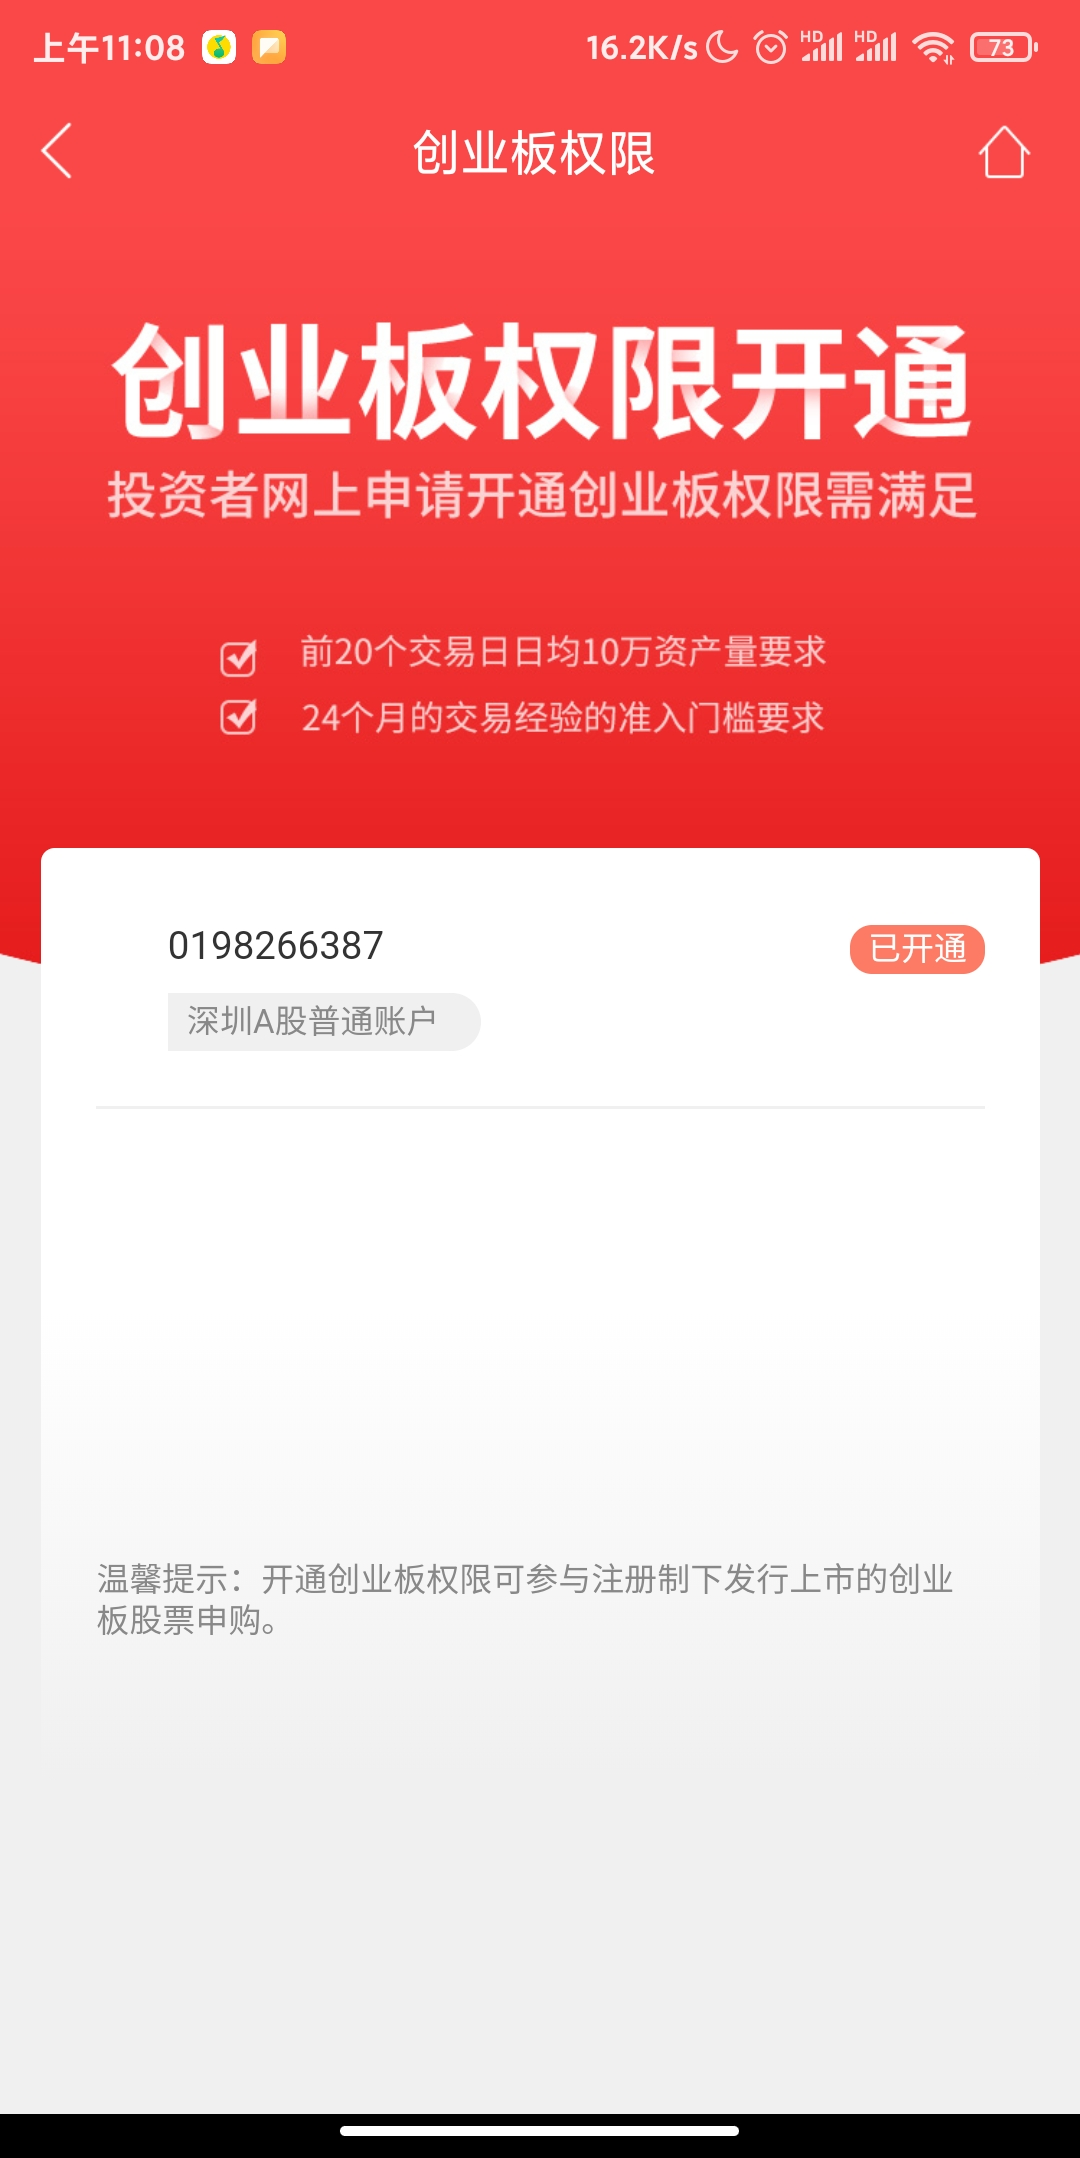 上午11:08
16.2K/s HD HD 73
创业板权限
创业板权限开通
投资者网上申请开通创业板权限需满足
前20个交易日日均10万资产量要求
24个月的交易经验的准入门槛要求
0198266387
已开通
深圳A股普通账户
温馨提示：开通创业板权限可参与注册制下发行上市的创业
板股票申购。